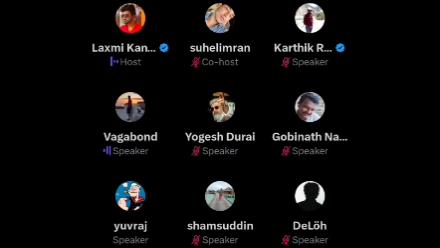 Laxmi Kan... suhelimran Karthik R...
Host Co-host Speaker
Vagabond Yogesh Durai Gobinath Na...
Speaker Speaker Speaker
yuvraj shamsuddin DeLöh
Speaker Speaker Speaker